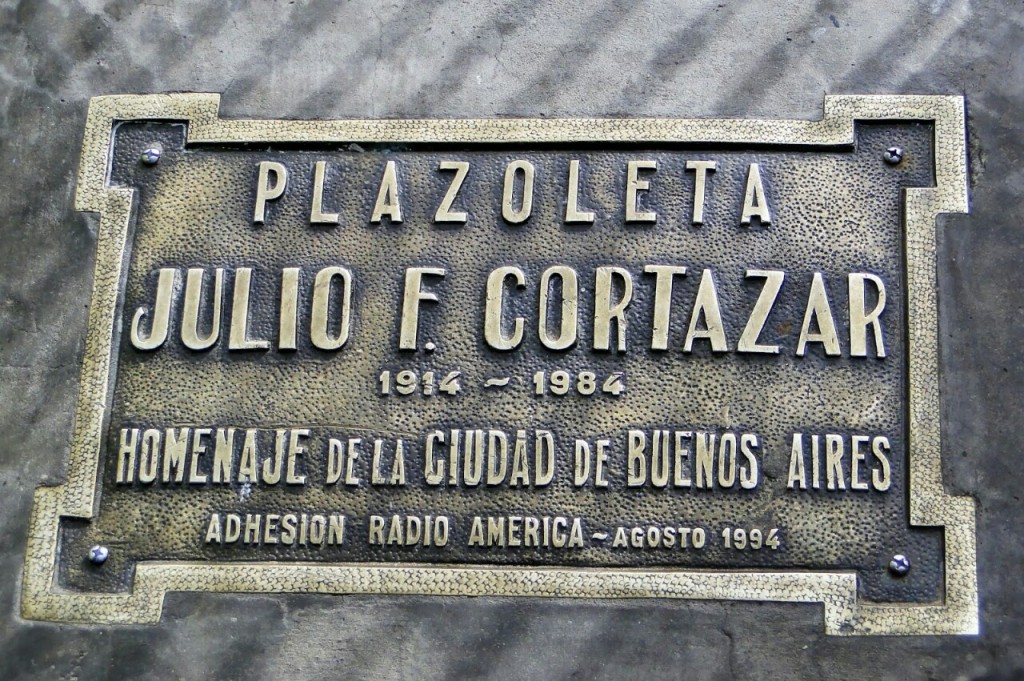 PLAZOLETA
JULIO F. CORTAZAR
1914 ~ 1984
HOMENAJE DE LA CIUDAD DE BUENOS AIRES
ADHESION RADIO AMERICA ~ AGOSTO 1994